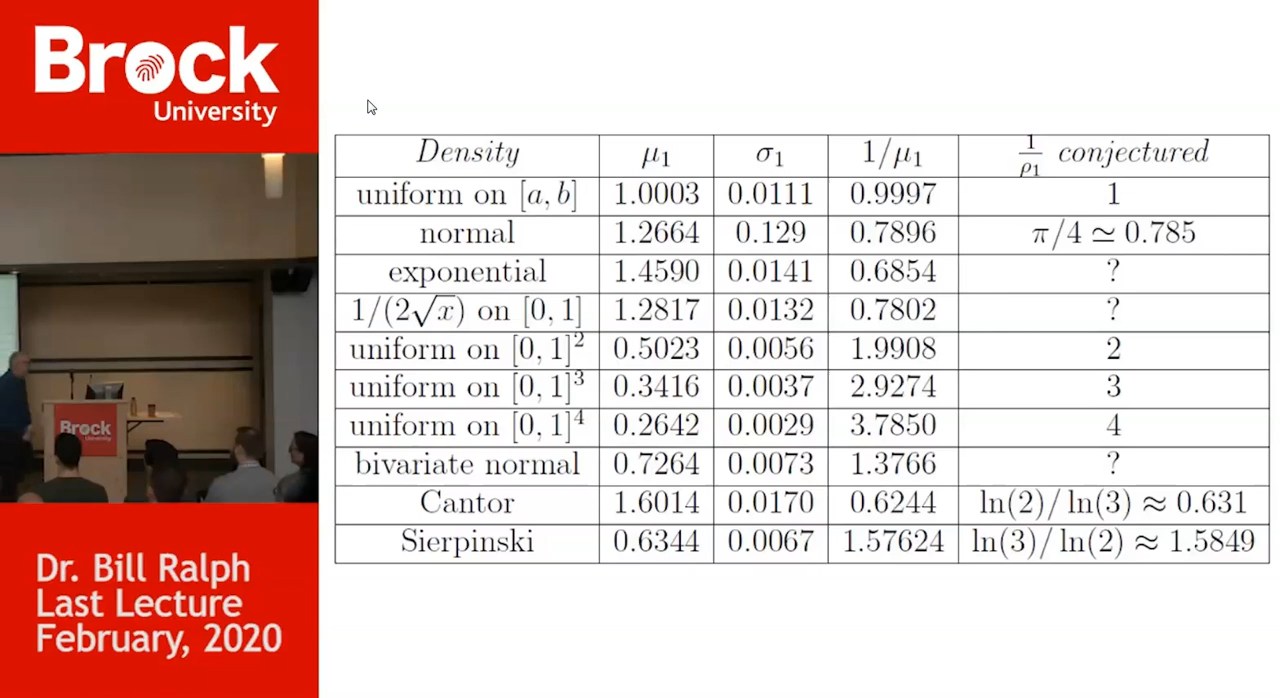 Brock
University
Density μ₁ σ₁ 1/μ₁ 1/ρ₁ conjectured
uniform on [a, b] 1.0003 0.0111 0.9997 1
normal 1.2664 0.129 0.7896 π/4 ≃ 0.785
exponential 1.4590 0.0141 0.6854 ?
1/(2√x) on [0, 1] 1.2817 0.0132 0.7802 ?
uniform on [0, 1]² 0.5023 0.0056 1.9908 2
uniform on [0, 1]³ 0.3416 0.0037 2.9274 3
uniform on [0, 1]⁴ 0.2642 0.0029 3.7850 4
bivariate normal 0.7264 0.0073 1.3766 ?
Cantor 1.6014 0.0170 0.6244 ln(2)/ ln(3) ≈ 0.631
Sierpinski 0.6344 0.0067 1.57624 ln(3)/ ln(2) ≈ 1.5849
Brock
University
Dr. Bill Ralph
Last Lecture
February, 2020